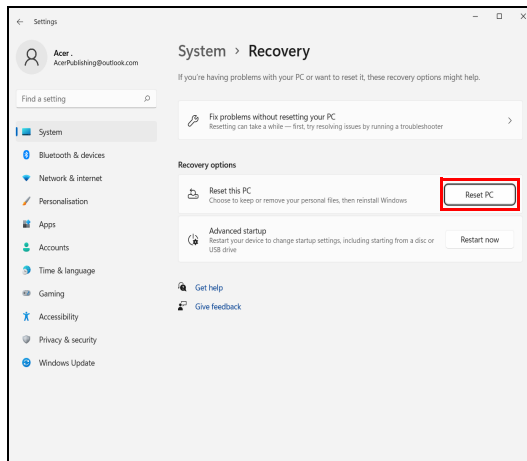 Settings
Acer .
AcerPublishing@outlook.com
Find a setting
System
Bluetooth & devices
Network & internet
Personalisation
Apps
Accounts
Time & language
Gaming
Accessibility
Privacy & security
Windows Update
System > Recovery
If you're having problems with your PC or want to reset it, these recovery options might help.
Fix problems without resetting your PC
Resetting can take a while — first, try resolving issues by running a troubleshooter
Recovery options
Reset this PC
Choose to keep or remove your personal files, then reinstall Windows
Reset PC
Advanced startup
Restart your device to change startup settings, including starting from a disc or
USB drive
Restart now
Get help
Give feedback